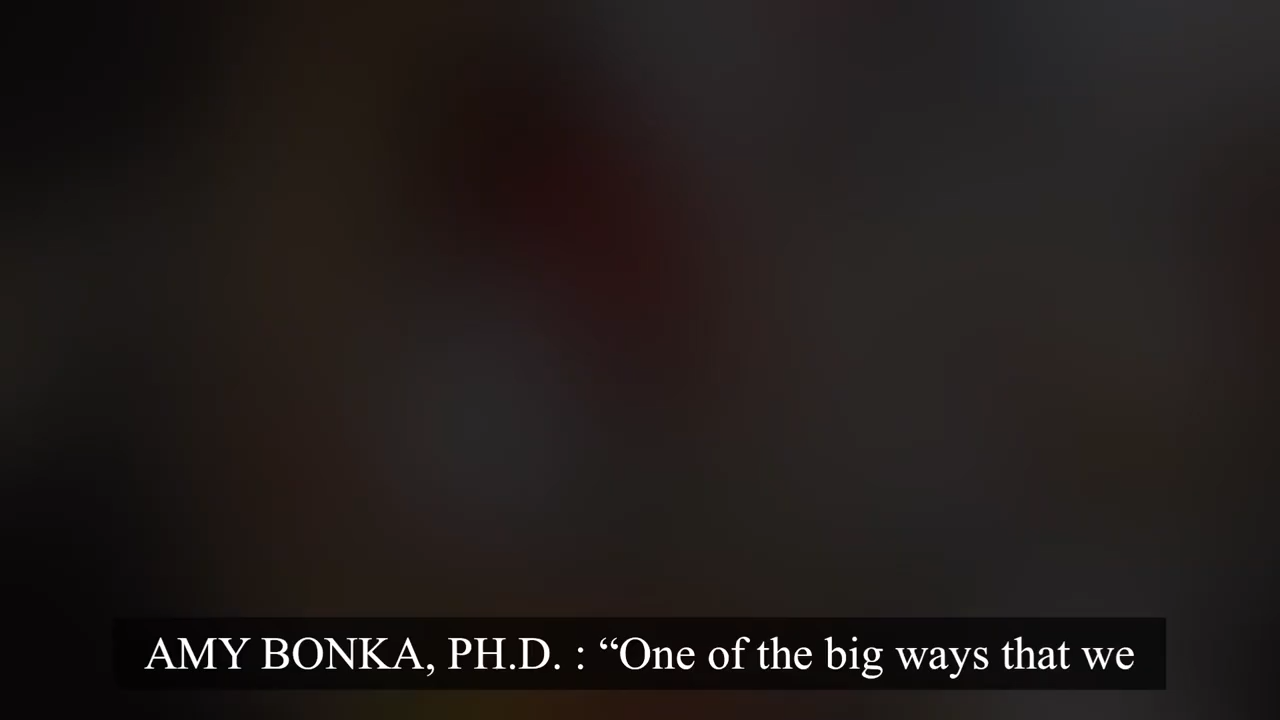 AMY BONKA, PH.D. : “One of the big ways that we